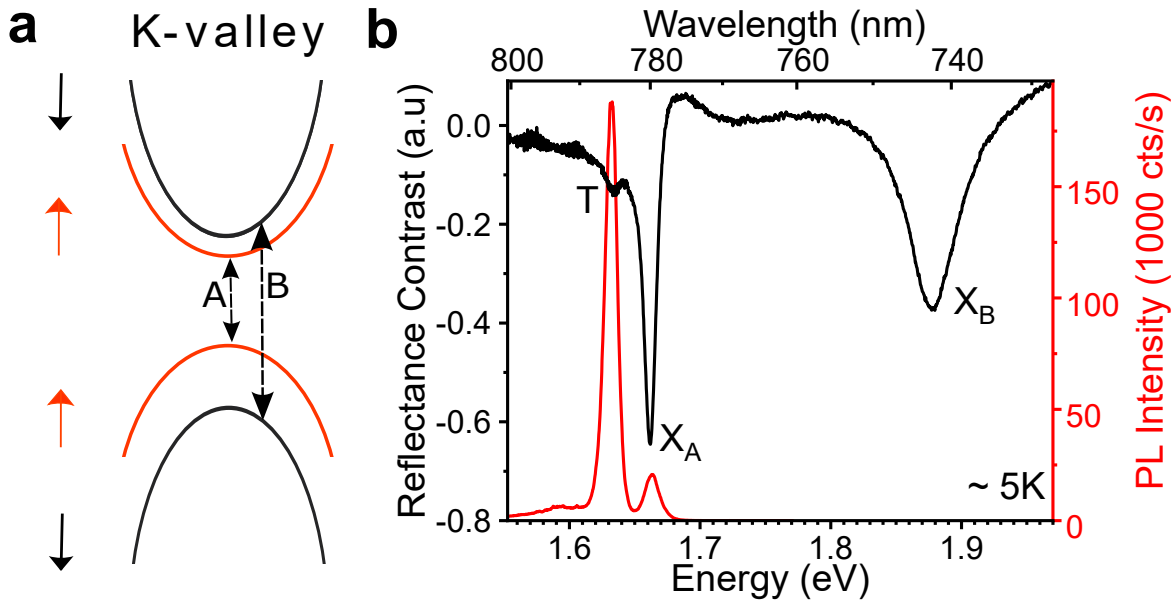 a
K-valley
A
B
b
Wavelength (nm)
800
780
760
740
Reflectance Contrast (a.u)
0.0
-0.2
-0.4
-0.6
-0.8
T
X_A
X_B
~ 5K
150
100
50
0
PL Intensity (1000 cts/s)
1.6
1.7
1.8
1.9
Energy (eV)